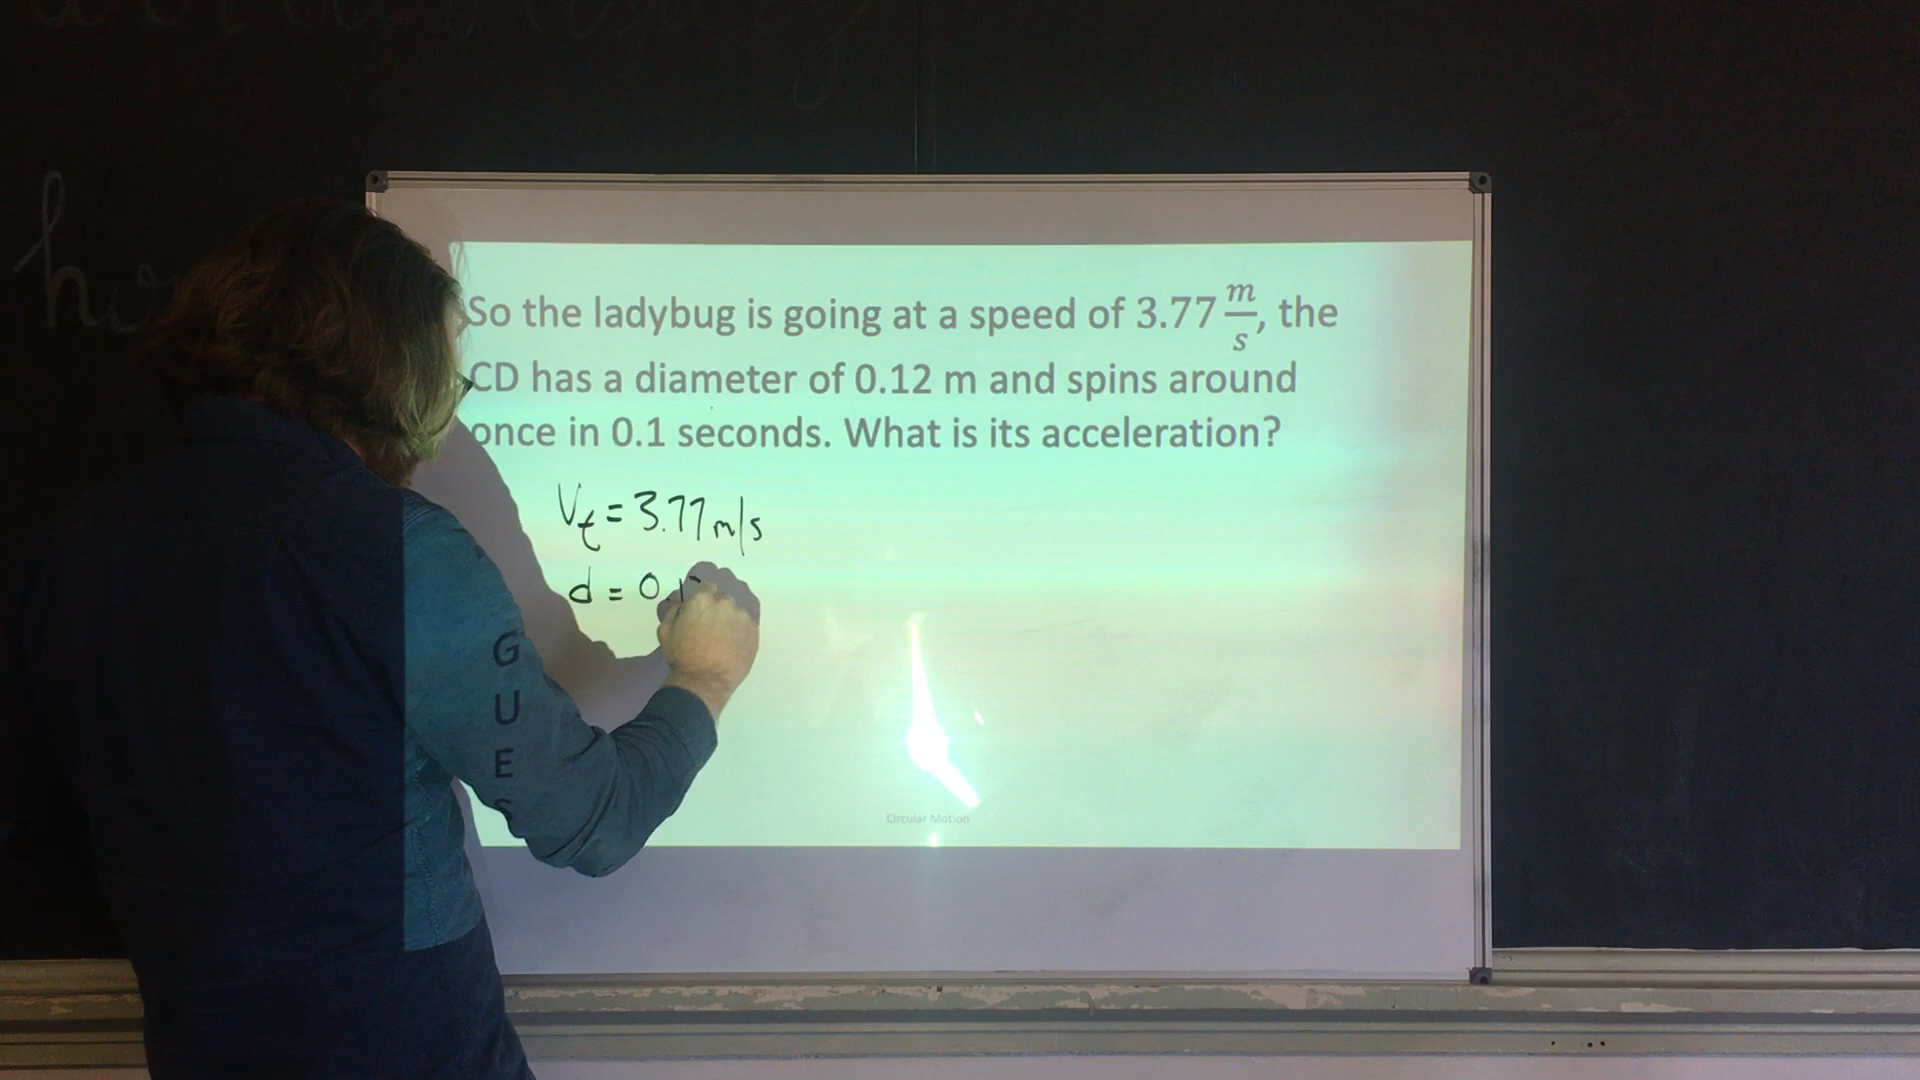 So the ladybug is going at a speed of 3.77 m/s, the
CD has a diameter of 0.12 m and spins around
once in 0.1 seconds. What is its acceleration?
Vt = 3.77 m/s
d = 0.1
G
U
E
S
Circular Motion